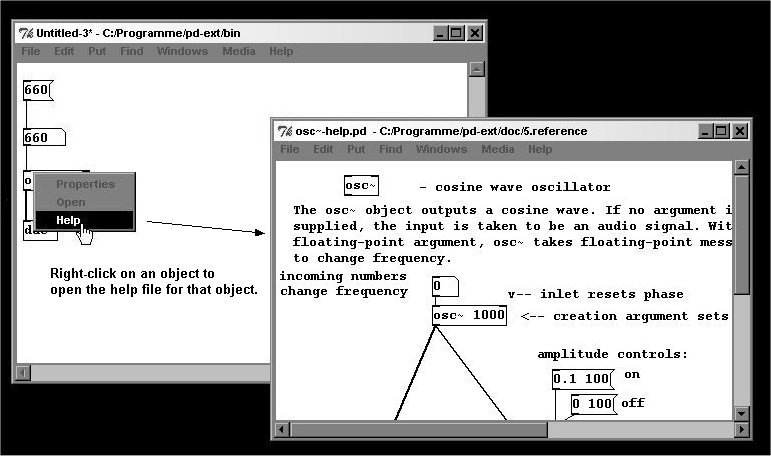 Untitled-3* - C:/Programme/pd-ext/bin
File Edit Put Find Windows Media Help
660
660
o
Properties
Open
Help
Right-click on an object to
open the help file for that object.
osc~-help.pd - C:/Programme/pd-ext/doc/5.reference
File Edit Put Find Windows Media Help
osc~ - cosine wave oscillator
The osc~ object outputs a cosine wave. If no argument i
supplied, the input is taken to be an audio signal. Wit
floating-point argument, osc~ takes floating-point mess
to change frequency.
incoming numbers
change frequency
0
v-- inlet resets phase
osc~ 1000 <-- creation argument sets
amplitude controls:
0.1 100 on
0 100 off